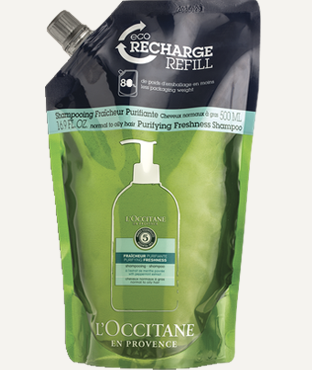 eco
RECHARGE
REFILL
de poids d'emballage en moins
less packaging weight
Shampooing Fraîcheur Purifiante Cheveux normaux à gras 500 ML
16.9 FL.OZ. Normal to oily hair Purifying Freshness Shampoo
L'OCCITANE
EN PROVENCE
5
FRAÎCHEUR PURIFIANTE
PURIFYING FRESHNESS
shampooing - shampoo
L'OCCITANE
EN PROVENCE